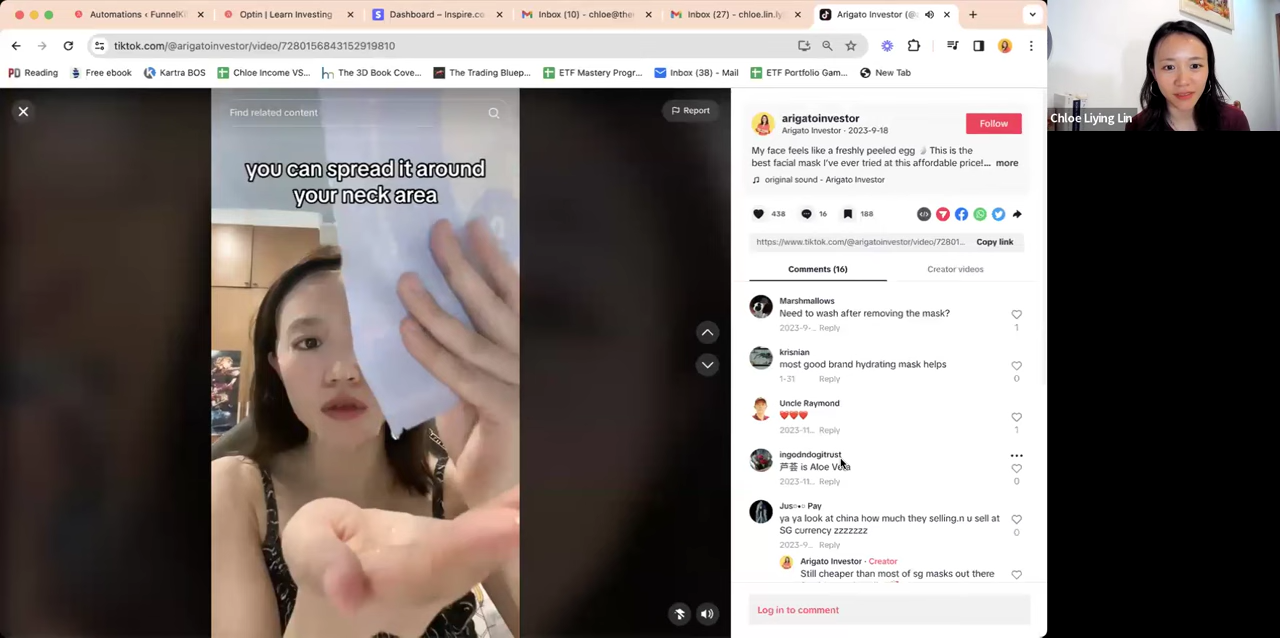 Automations ‹ FunnelKi
Optin | Learn Investing
Dashboard – Inspire.co
Inbox (10) - chloe@the
Inbox (27) - chloe.lin.ly
Arigato Investor (@
tiktok.com/@arigatoinvestor/video/7280156843152919810
Reading
Free ebook
Kartra BOS
Chloe Income VS...
The 3D Book Cove...
The Trading Bluep...
ETF Mastery Progr...
Inbox (38) - Mail
ETF Portfolio Gam...
New Tab
Chloe Liying Lin
Find related content
Report
you can spread it around
your neck area
arigatoinvestor
Arigato Investor · 2023-9-18
Follow
My face feels like a freshly peeled egg 🥚 This is the
best facial mask I've ever tried at this affordable price!... more
original sound - Arigato Investor
438
16
188
https://www.tiktok.com/@arigatoinvestor/video/72801...
Copy link
Comments (16)
Creator videos
Marshmallows
Need to wash after removing the mask?
2023-9-... Reply
1
krisnian
most good brand hydrating mask helps
1-31 Reply
0
Uncle Raymond
❤️❤️❤️
2023-11... Reply
1
ingodndogitrust
芦荟 is Aloe Vera
2023-11... Reply
0
Jus○•○ Pay
ya ya look at china how much they selling.n u sell at
SG currency zzzzzzz
2023-9... Reply
0
Arigato Investor · Creator
Still cheaper than most of sg masks out there
Log in to comment